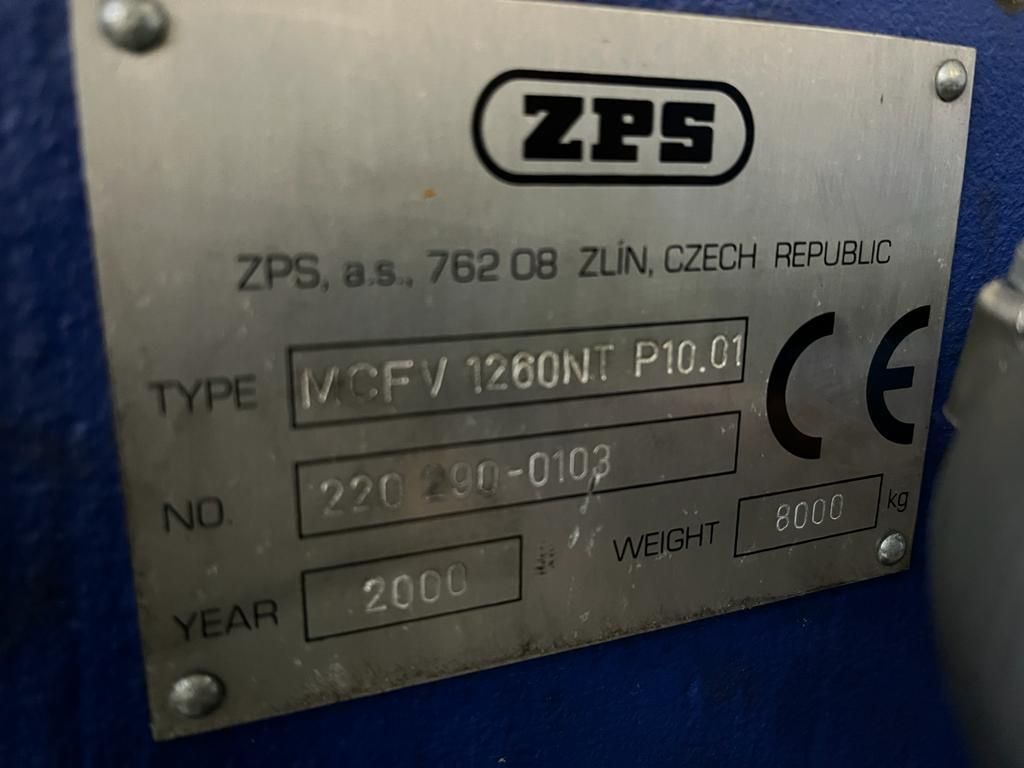 ZPS
ZPS, a.s., 762 08 ZLÍN, CZECH REPUBLIC
TYPE MCFV 1260NT P10.01
CE
NO. 220 290-0103
WEIGHT 8000 kg
YEAR 2000